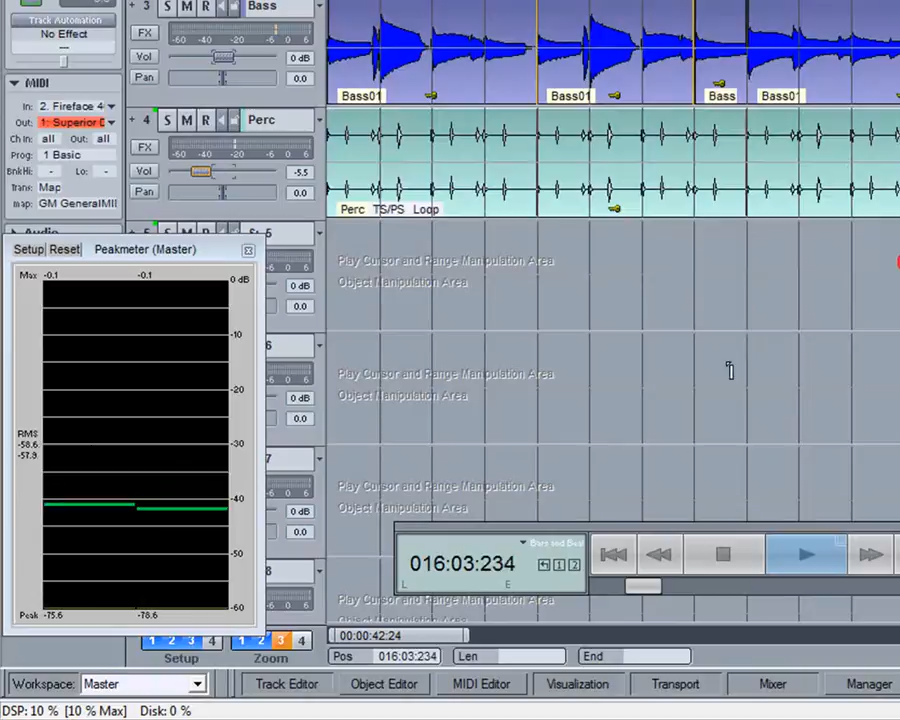 Track Automation
No Effect
MIDI
In: 2. Fireface 4
Out: 1: Superior D
Ch In: all Out: all
Prog: 1 Basic
BnkHi: - Lo: -
Trans: Map
map: GM GeneralMII
Audio
3 S M R Bass
FX
-60 -40 -20 -6 0 6
Vol 0 dB
Pan 0.0
4 S M R Perc
FX
-60 -40 -20 -6 0 6
Vol -5.5
Pan 0.0
0 dB
0.0
6
0 dB
0.0
7
0 dB
0.0
8
Bass01
Bass01
Bass
Bass01
Perc TS/PS Loop
Play Cursor and Range Manipulation Area
Object Manipulation Area
Play Cursor and Range Manipulation Area
Object Manipulation Area
Play Cursor and Range Manipulation Area
Object Manipulation Area
Play Cursor and Range Manipulation Area
Setup Reset Peakmeter (Master)
Max -0.1 -0.1 0 dB
-10
-20
-30
RMS
-58.6
-57.9
-40
-50
-60
Peak -75.6 -78.6
016:03:234
Bars and Bea
1 2
L E
1 2 3 4 1 2 3 4
Setup Zoom
00:00:42:24
Pos 016:03:234 Len End
Workspace: Master Track Editor Object Editor MIDI Editor Visualization Transport Mixer Manager
DSP: 10 % [10 % Max] Disk: 0 %